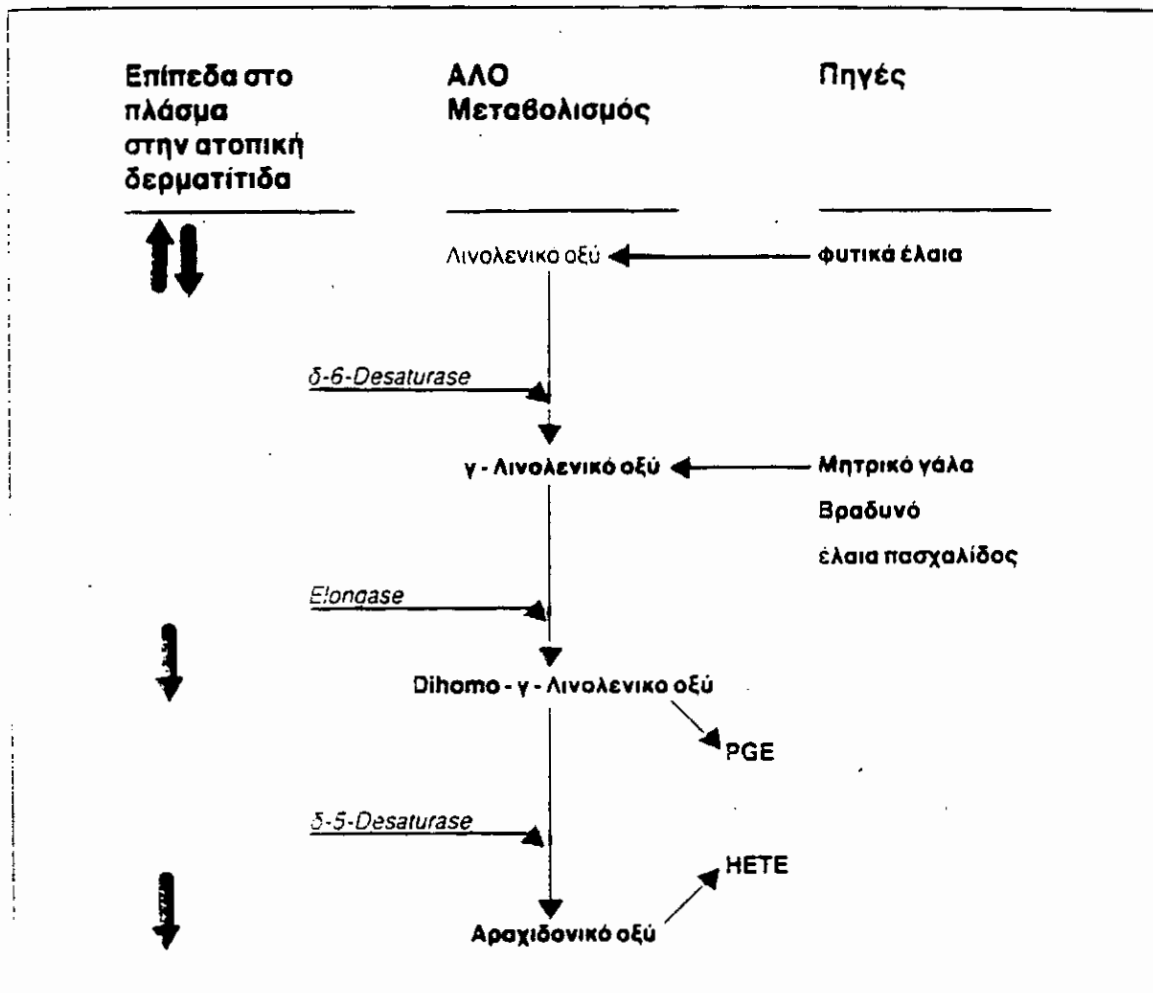 Επίπεδα στο
πλάσμα
στην ατοπική
δερματίτιδα
ΑΛΟ
Μεταβολισμός
Πηγές
Λινολενικό οξύ
φυτικά έλαια
δ-6-Desaturase
γ - Λινολενικό οξύ
Μητρικό γάλα
Βραδυνό
έλαια πασχαλίδος
Elongase
Dihomo - γ - Λινολενικο οξύ
PGE
δ-5-Desaturase
HETE
Αραχιδονικό οξύ